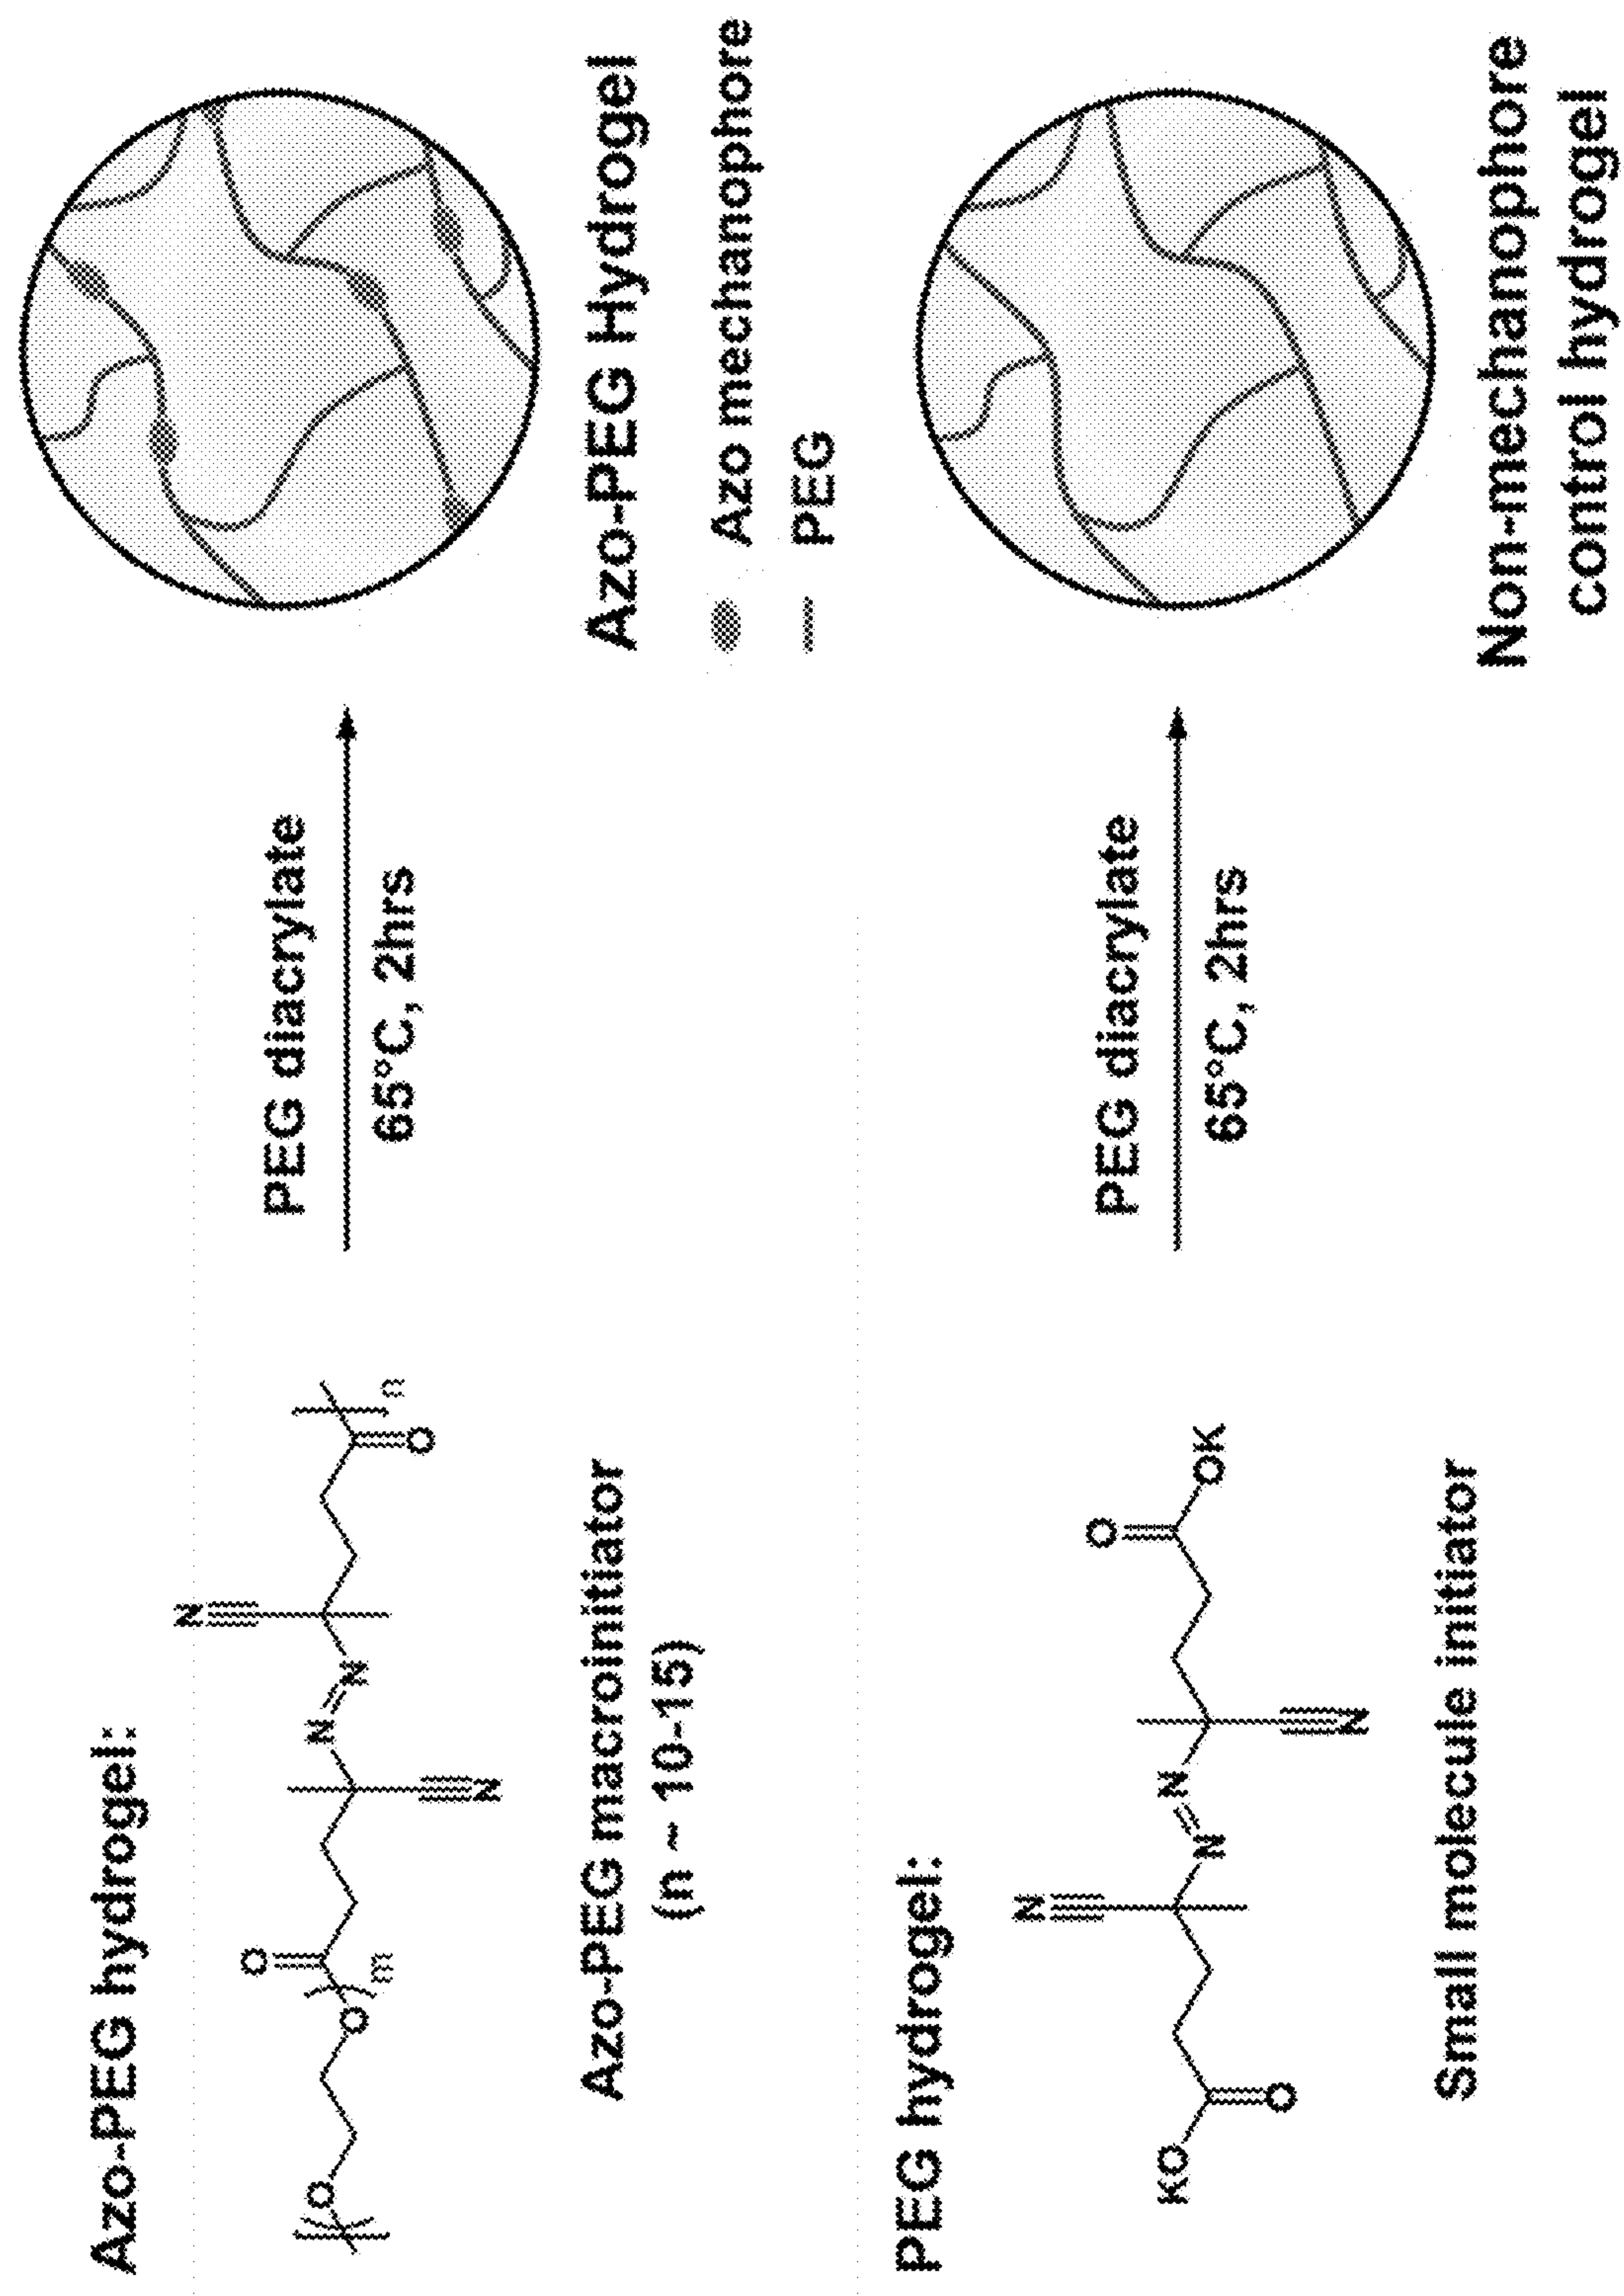 Azo-PEG hydrogel:
O
O
m
O
N
N
N
N
O
n
Azo-PEG macroinitiator
(n ~ 10-15)
PEG diacrylate
65°C, 2hrs
Azo-PEG Hydrogel
Azo mechanophore
PEG
PEG hydrogel:
KO
O
N
N
N
N
O
OK
Small molecule initiator
PEG diacrylate
65°C, 2hrs
Non-mechanophore
control hydrogel